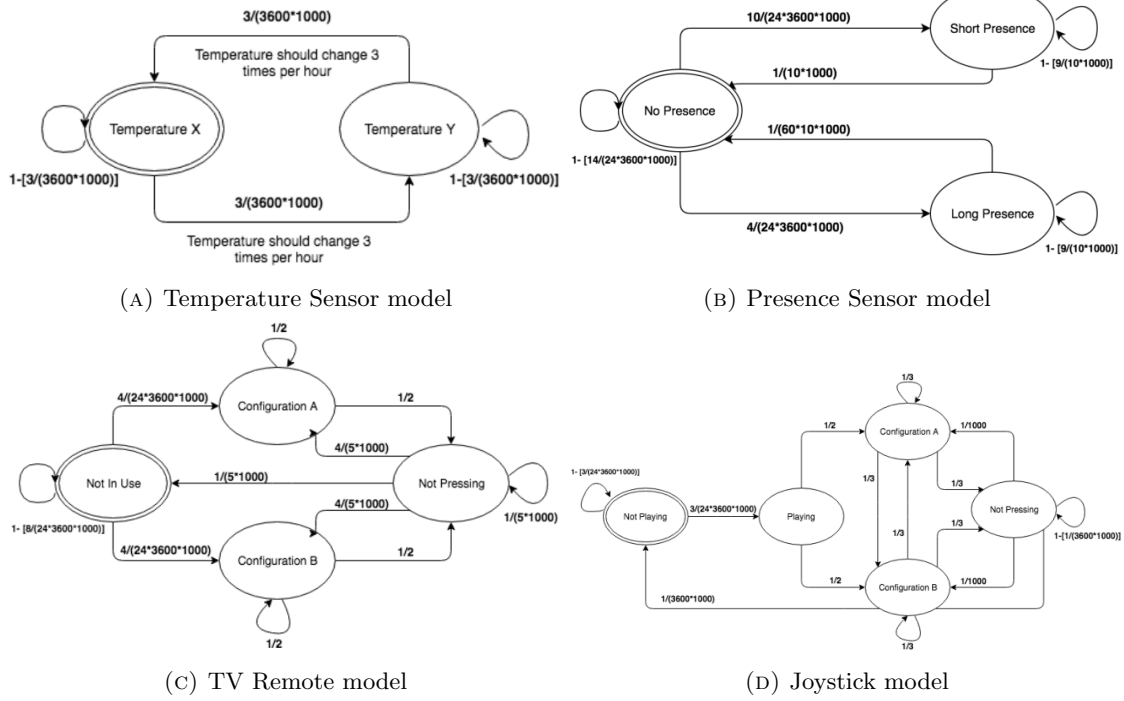 3/(3600*1000)
Temperature should change 3
times per hour
Temperature X
Temperature Y
1-[3/(3600*1000)]
1-[3/(3600*1000)]
3/(3600*1000)
Temperature should change 3
times per hour
(A) Temperature Sensor model
10/(24*3600*1000)
Short Presence
1- [9/(10*1000)]
1/(10*1000)
No Presence
1/(60*10*1000)
1- [14/(24*3600*1000)]
Long Presence
4/(24*3600*1000)
1- [9/(10*1000)]
(B) Presence Sensor model
1/2
4/(24*3600*1000)
Configuration A
1/2
4/(5*1000)
1/(5*1000)
Not In Use
Not Pressing
4/(5*1000)
1/(5*1000)
1- [8/(24*3600*1000)]
4/(24*3600*1000)
Configuration B
1/2
1/2
(C) TV Remote model
1/3
1/2
Configuration A
1/1000
1- [3/(24*3600*1000)]
1/3
1/3
Not Playing
3/(24*3600*1000)
Playing
Not Pressing
1/3
1/3
1-[1/(3600*1000)]
1/2
Configuration B
1/1000
1/(3600*1000)
1/3
(D) Joystick model